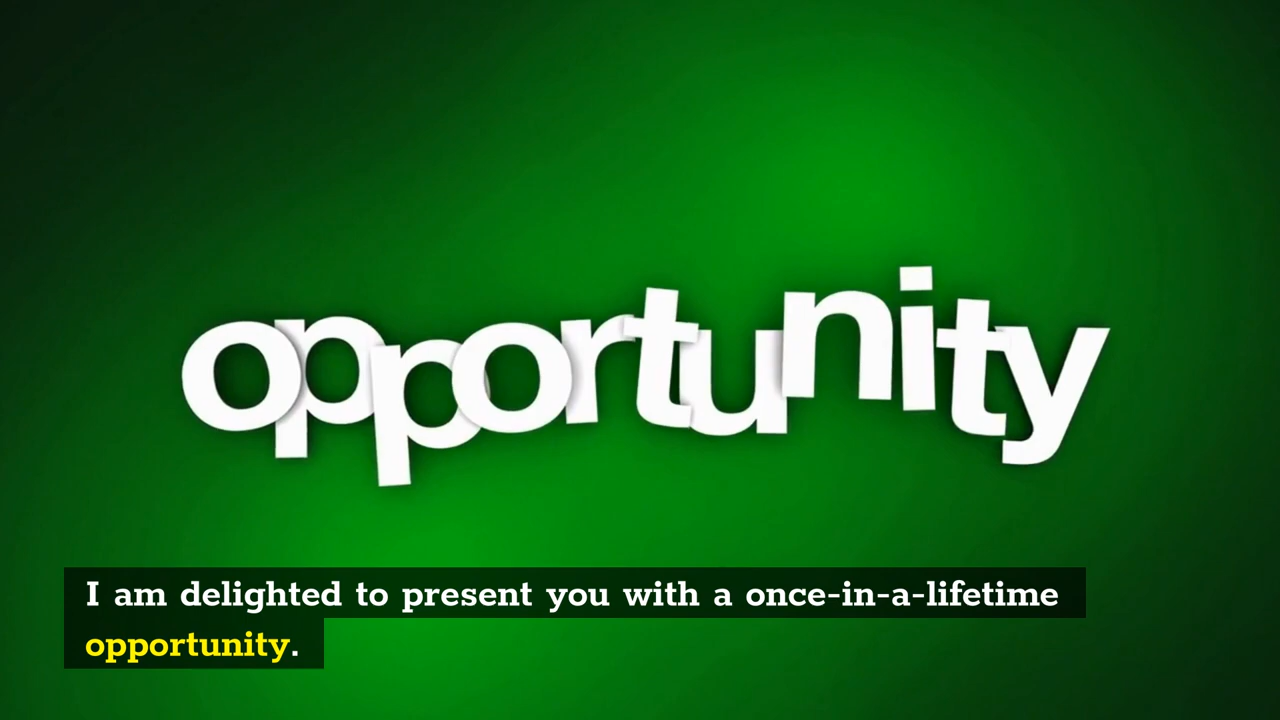 opportunity
I am delighted to present you with a once-in-a-lifetime
opportunity.